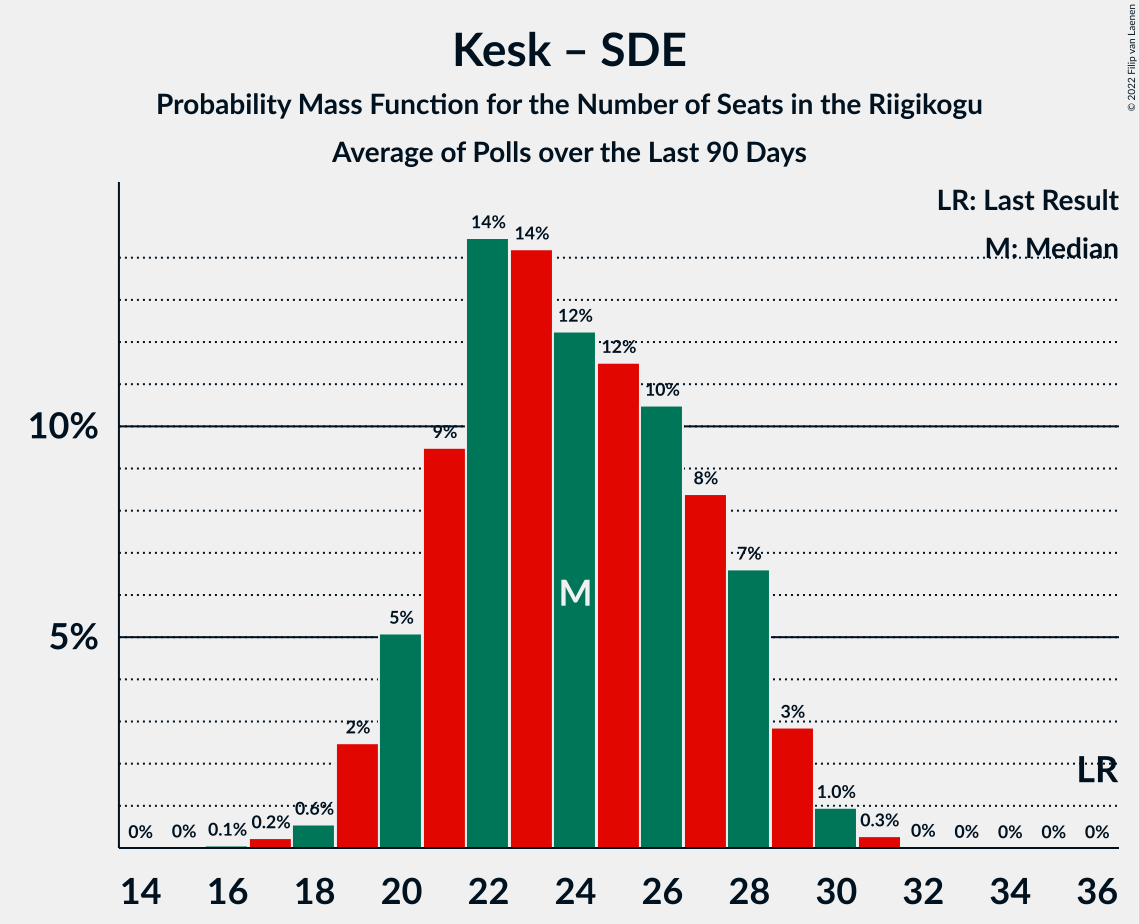 Kesk – SDE
Probability Mass Function for the Number of Seats in the Riigikogu
Average of Polls over the Last 90 Days
© 2022 Filip van Laenen
LR: Last Result
M: Median
14% 14%
12%
12%
10%
10%
9%
8%
7%
M
5%
5%
2%
3%
LR
0% 0% 0.1% 0.2% 0.6% 1.0% 0.3% 0% 0% 0% 0% 0%
14 16 18 20 22 24 26 28 30 32 34 36